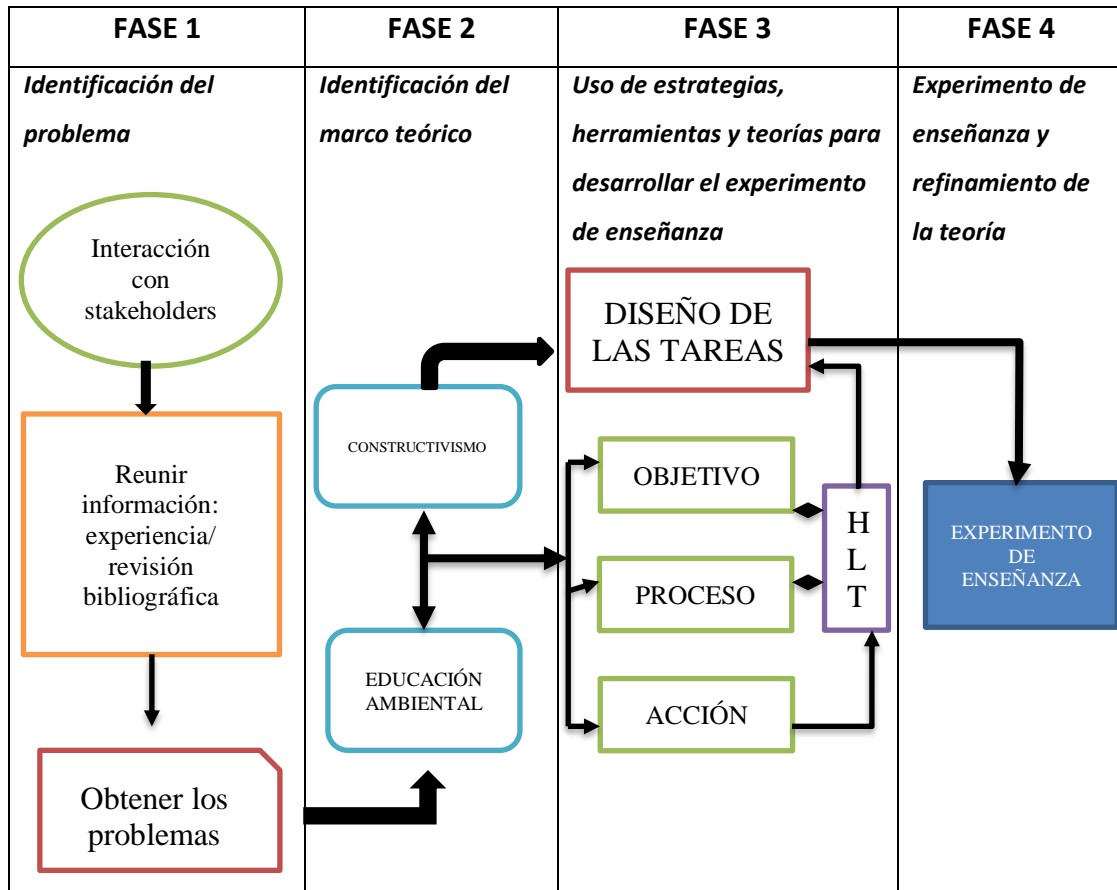 FASE 1
FASE 2
FASE 3
FASE 4
Identificación del
problema
Identificación del
marco teórico
Uso de estrategias,
herramientas y teorías para
desarrollar el experimento
de enseñanza
Experimento de
enseñanza y
refinamiento de
la teoría
Interacción
con
stakeholders
Reunir
información:
experiencia/
revisión
bibliográfica
Obtener los
problemas
CONSTRUCTIVISMO
EDUCACIÓN
AMBIENTAL
DISEÑO DE
LAS TAREAS
OBJETIVO
PROCESO
ACCIÓN
H
L
T
EXPERIMENTO
DE
ENSEÑANZA